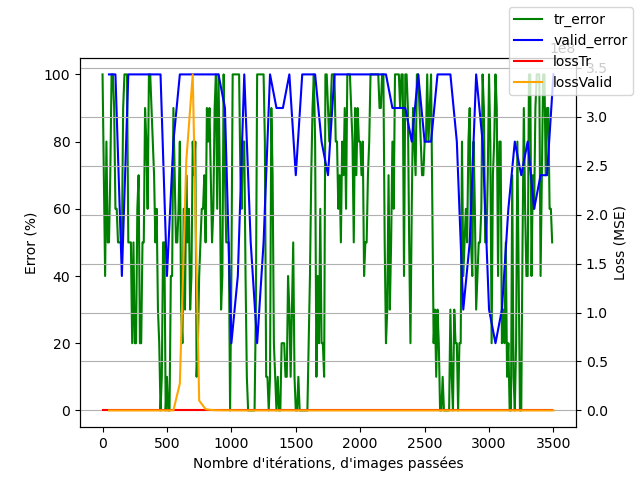 tr_error
valid_error
lossTr
lossValid
1e8
100
80
60
40
20
0
Error (%)
3.5
3.0
2.5
2.0
1.5
1.0
0.5
0.0
Loss (MSE)
0 500 1000 1500 2000 2500 3000 3500
Nombre d'itérations, d'images passées